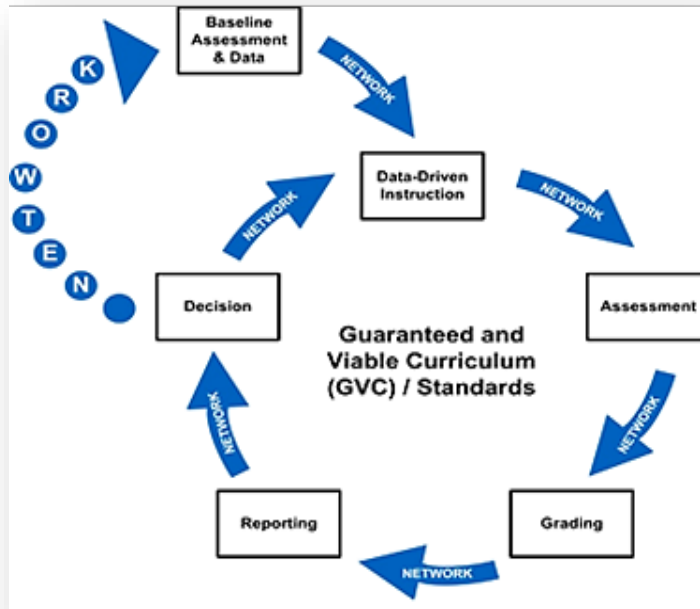 Baseline
Assessment
& Data
NETWORK
NETWORK
Data-Driven
Instruction
NETWORK
NETWORK
Decision
Assessment
Guaranteed and
Viable Curriculum
(GVC) / Standards
NETWORK
NETWORK
Reporting
Grading
NETWORK